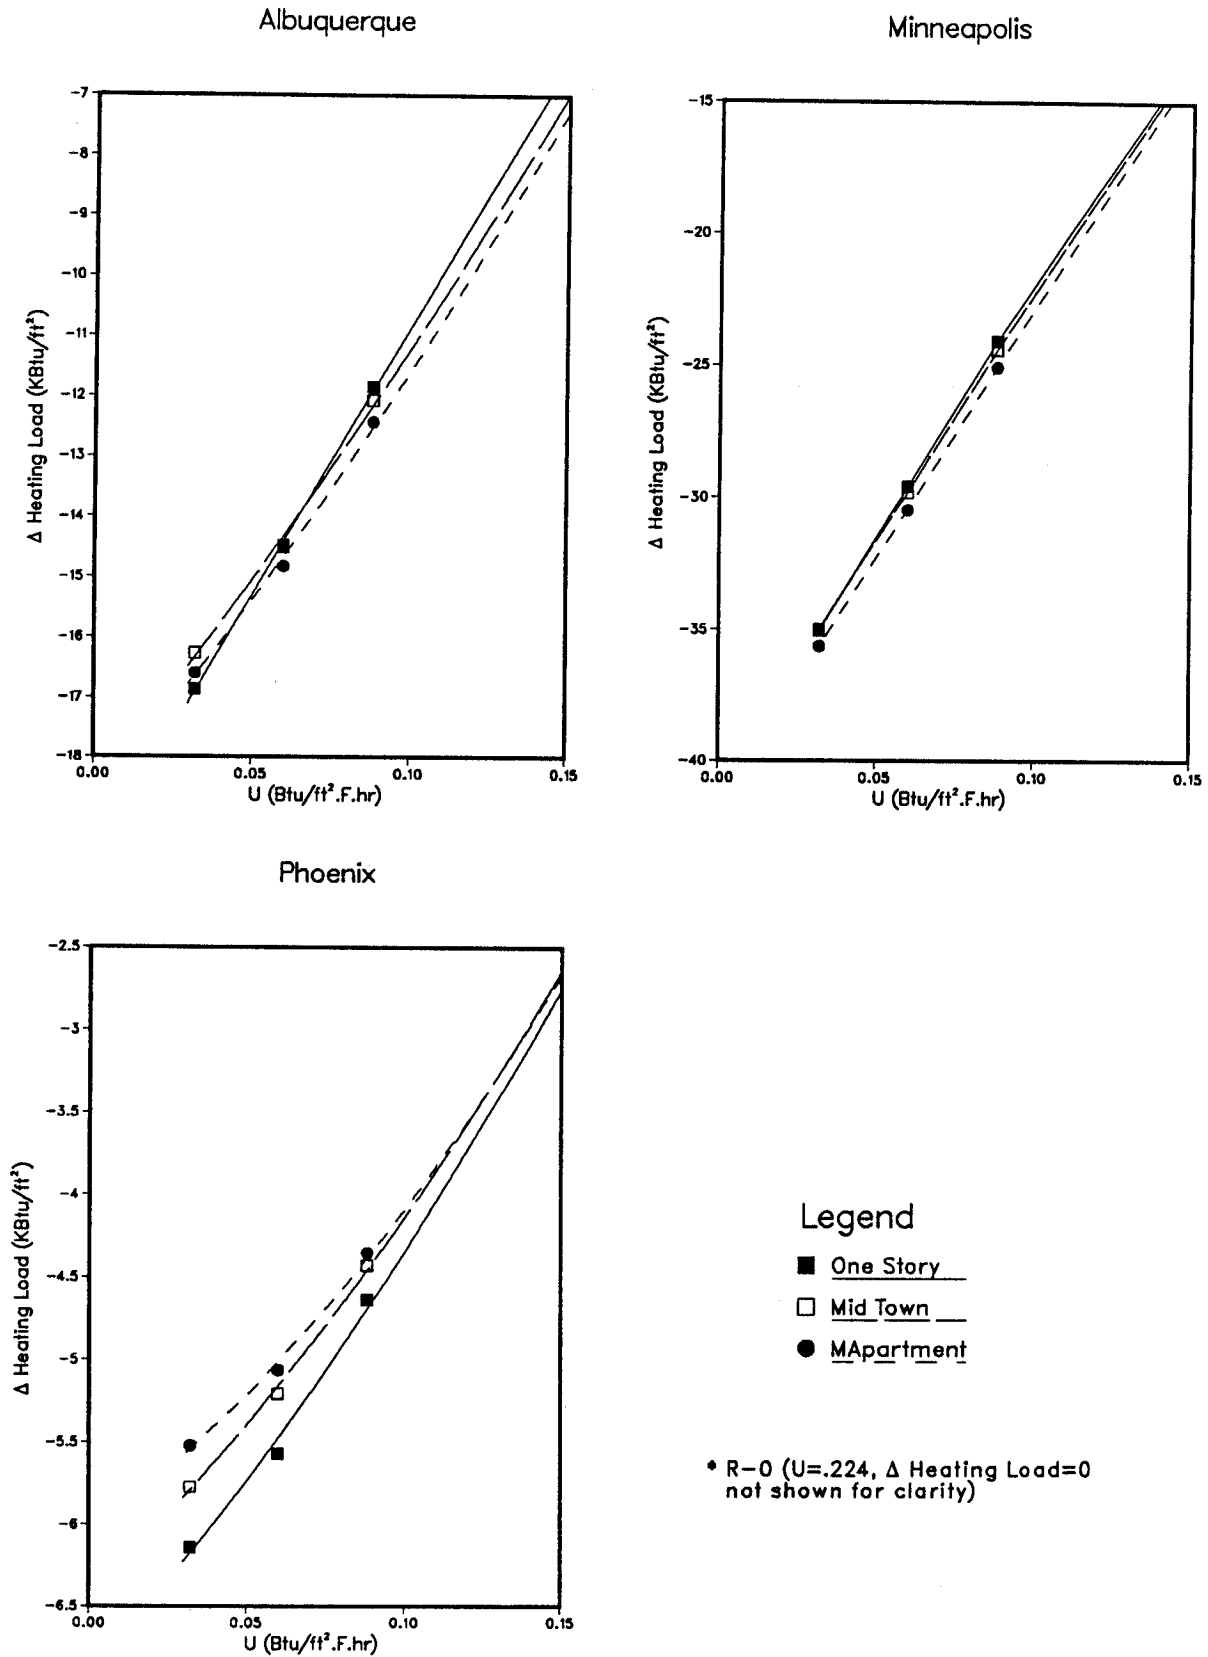 Albuquerque
-7
-8
-9
-10
-11
-12
-13
-14
-15
-16
-17
-18
Δ Heating Load (KBtu/ft²)
0.00 0.05 0.10 0.15
U (Btu/ft².F.hr)
Minneapolis
-15
-20
-25
-30
-35
-40
Δ Heating Load (KBtu/ft²)
0.00 0.05 0.10 0.15
U (Btu/ft².F.hr)
Phoenix
-2.5
-3
-3.5
-4
-4.5
-5
-5.5
-6
-6.5
Δ Heating Load (KBtu/ft²)
0.00 0.05 0.10 0.15
U (Btu/ft².F.hr)
Legend
One Story
Mid Town
MApartment
* R-0 (U=.224, Δ Heating Load=0
not shown for clarity)